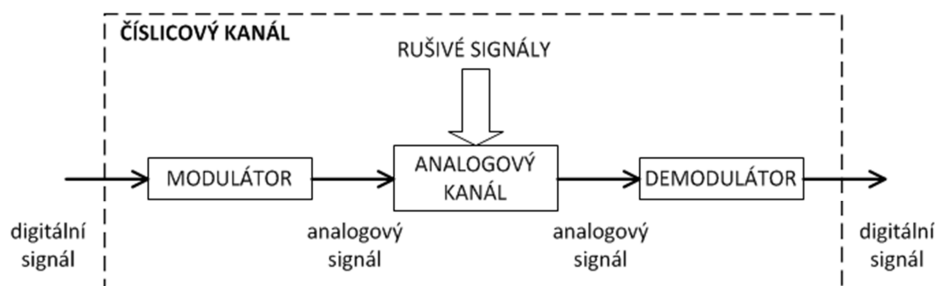 ČÍSLICOVÝ KANÁL
RUŠIVÉ SIGNÁLY
MODULÁTOR
ANALOGOVÝ
KANÁL
DEMODULÁTOR
digitální
signál
analogový
signál
analogový
signál
digitální
signál